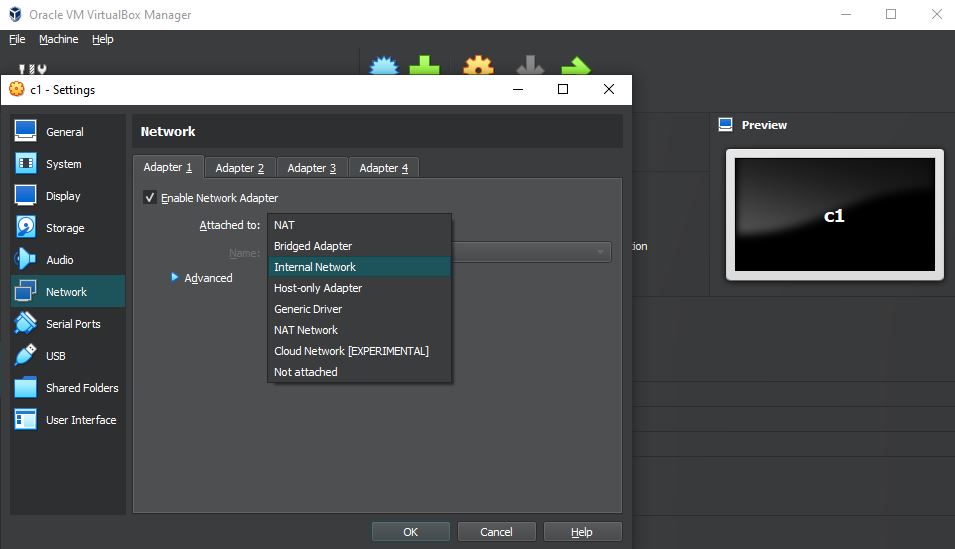 Oracle VM VirtualBox Manager
File Machine Help
c1 - Settings
General
System
Display
Storage
Audio
Network
Serial Ports
USB
Shared Folders
User Interface
Network
Adapter 1 Adapter 2 Adapter 3 Adapter 4
Enable Network Adapter
Attached to:
Name:
Advanced
NAT
Bridged Adapter
Internal Network
Host-only Adapter
Generic Driver
NAT Network
Cloud Network [EXPERIMENTAL]
Not attached
OK Cancel Help
Preview
c1
tion